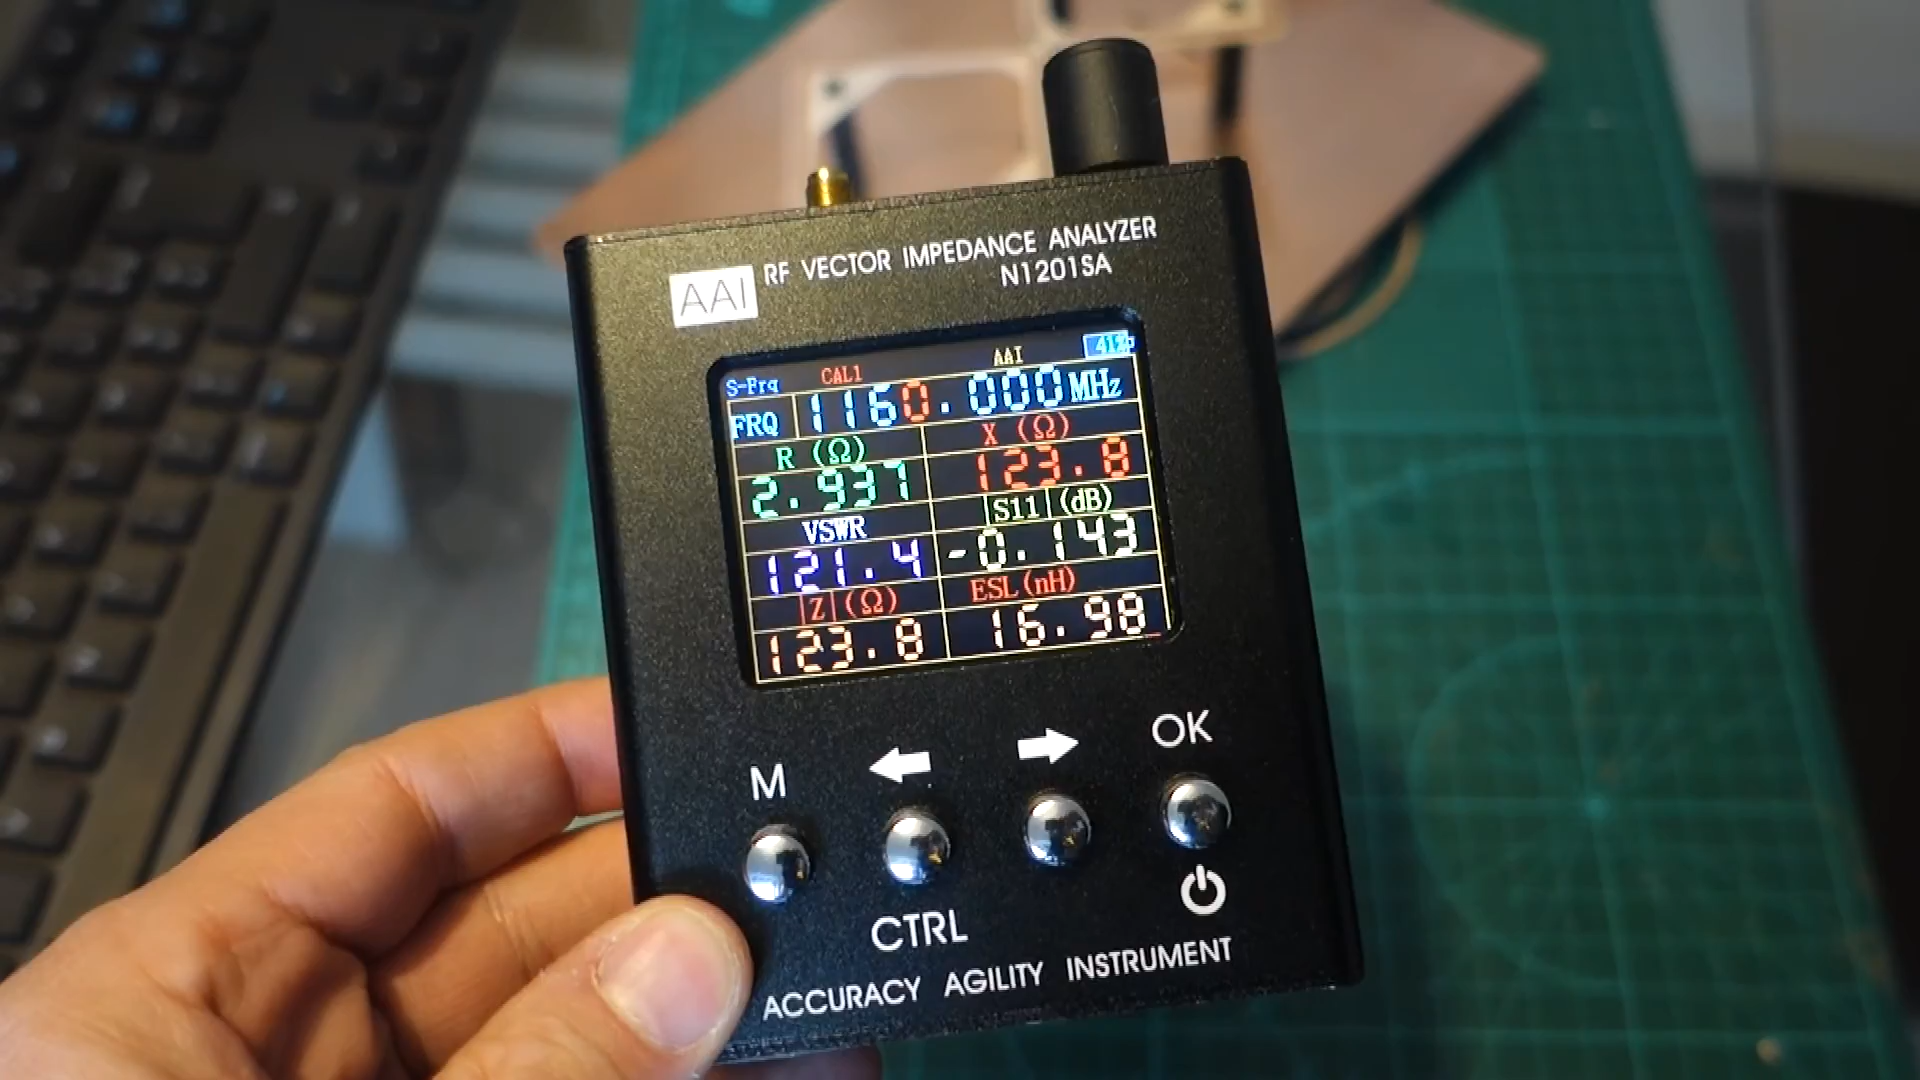 AAI
RF VECTOR IMPEDANCE ANALYZER
N1201SA
S-Frq CAL1 AAI 41%
FRQ 1160.000MHz
R (Ω) X (Ω)
2.937 123.8
VSWR |S11|(dB)
121.4 -0.143
|Z|(Ω) ESL(nH)
123.8 16.98
M OK
CTRL
ACCURACY AGILITY INSTRUMENT